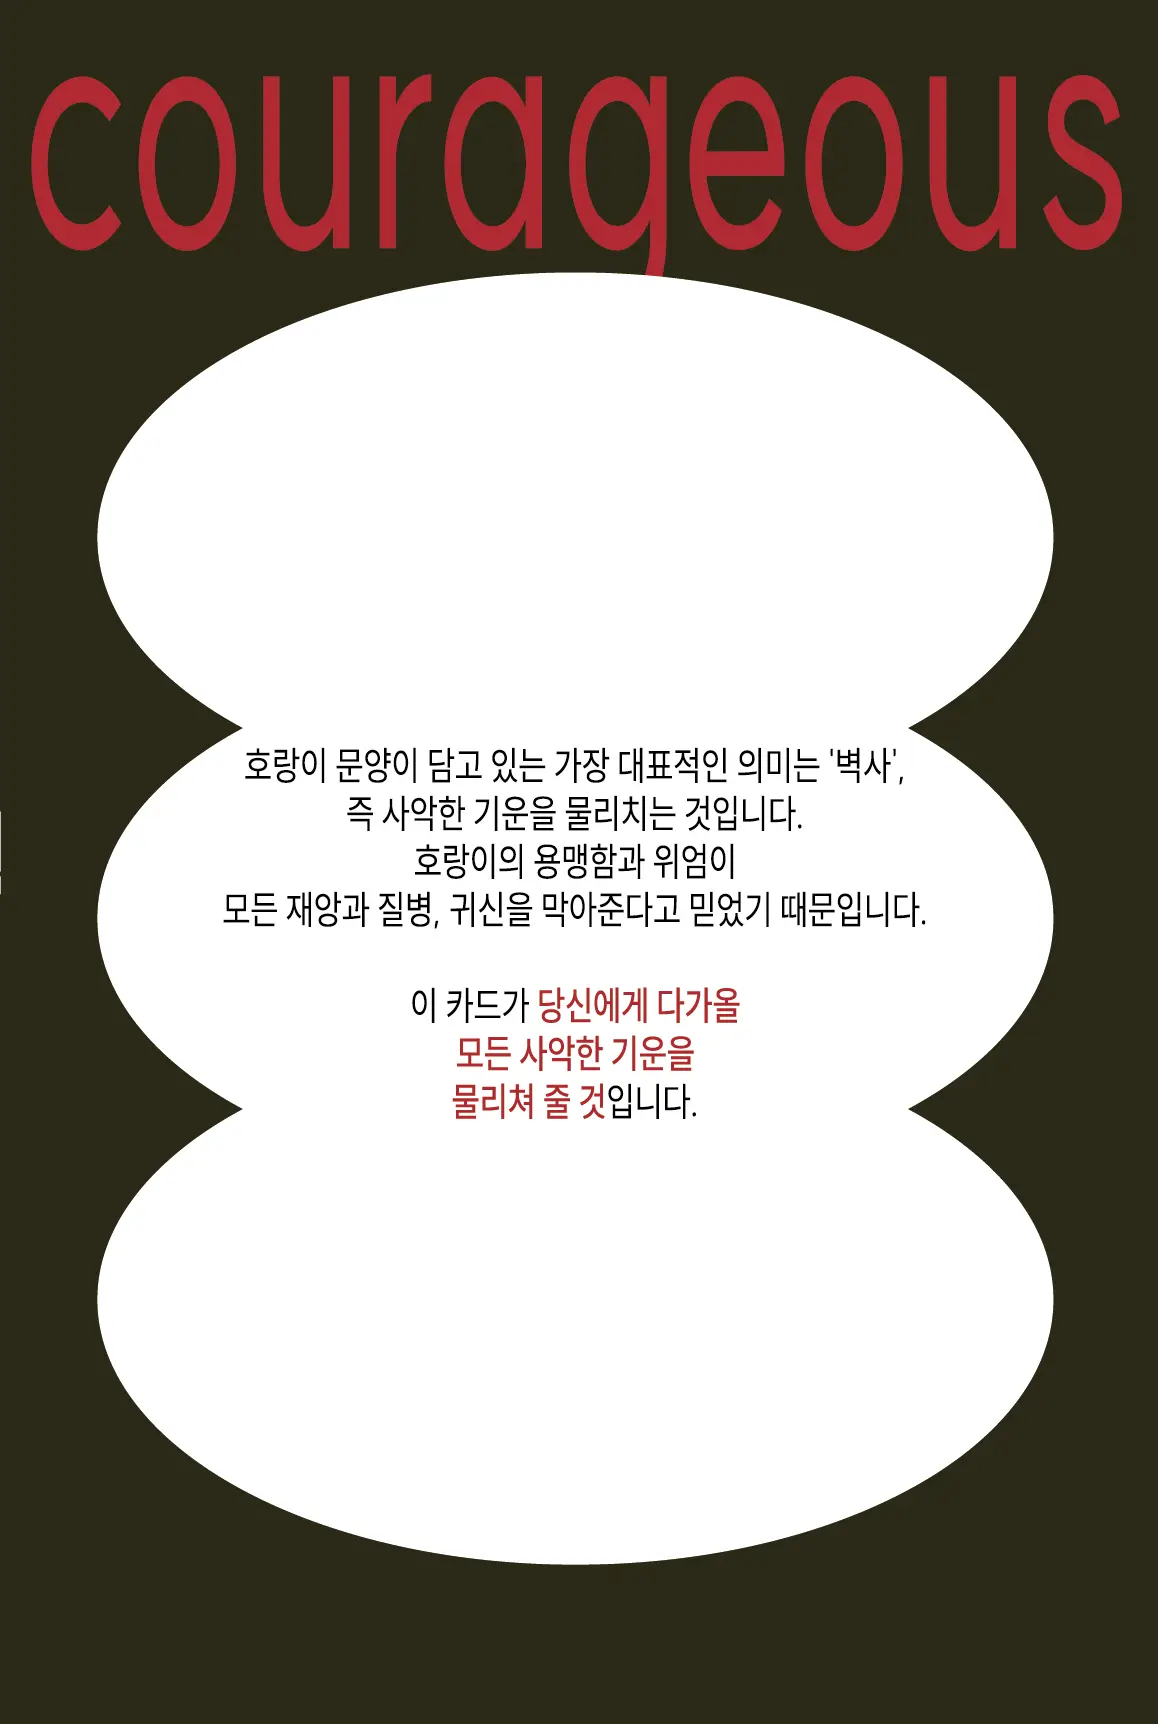 courageous
호랑이 문양이 담고 있는 가장 대표적인 의미는 '벽사',
즉 사악한 기운을 물리치는 것입니다.
호랑이의 용맹함과 위엄이
모든 재앙과 질병, 귀신을 막아준다고 믿었기 때문입니다.
이 카드가 당신에게 다가올
모든 사악한 기운을
물리쳐 줄 것입니다.